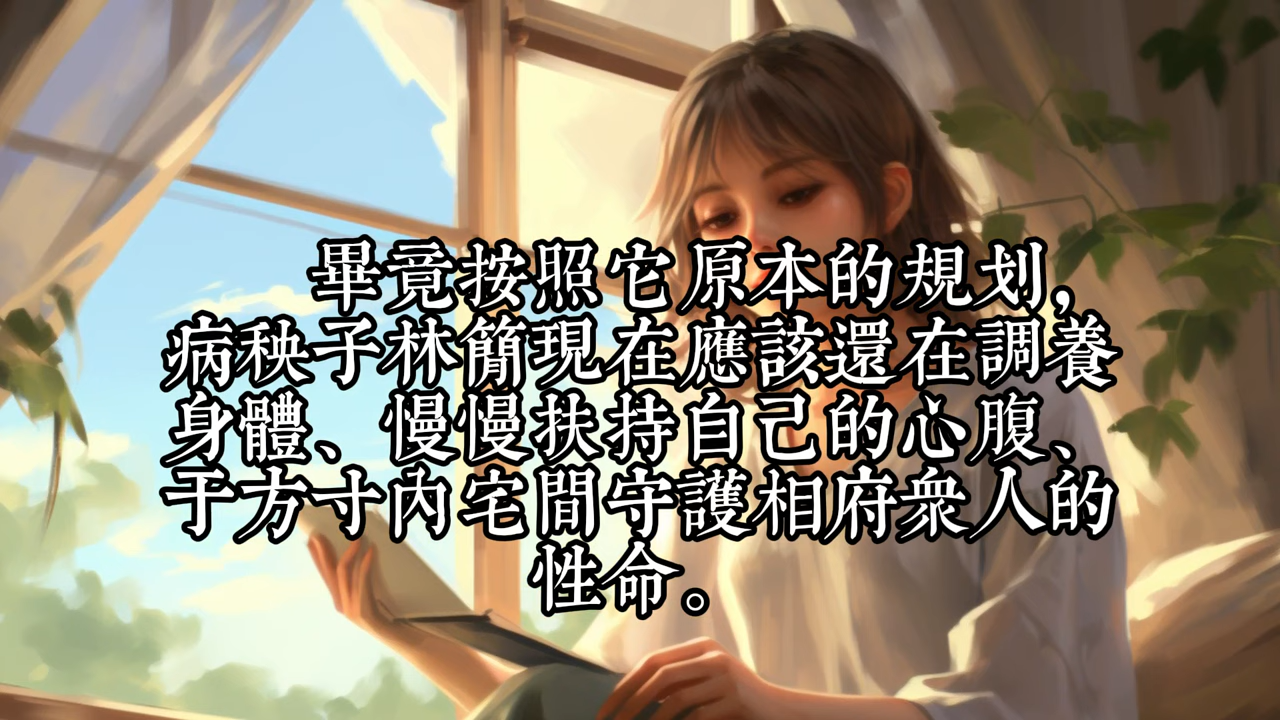 畢竟按照它原本的規划，
病秧子林簡現在應該還在調養
身體、慢慢扶持自己的心腹、
于方寸內宅間守護相府衆人的
性命。